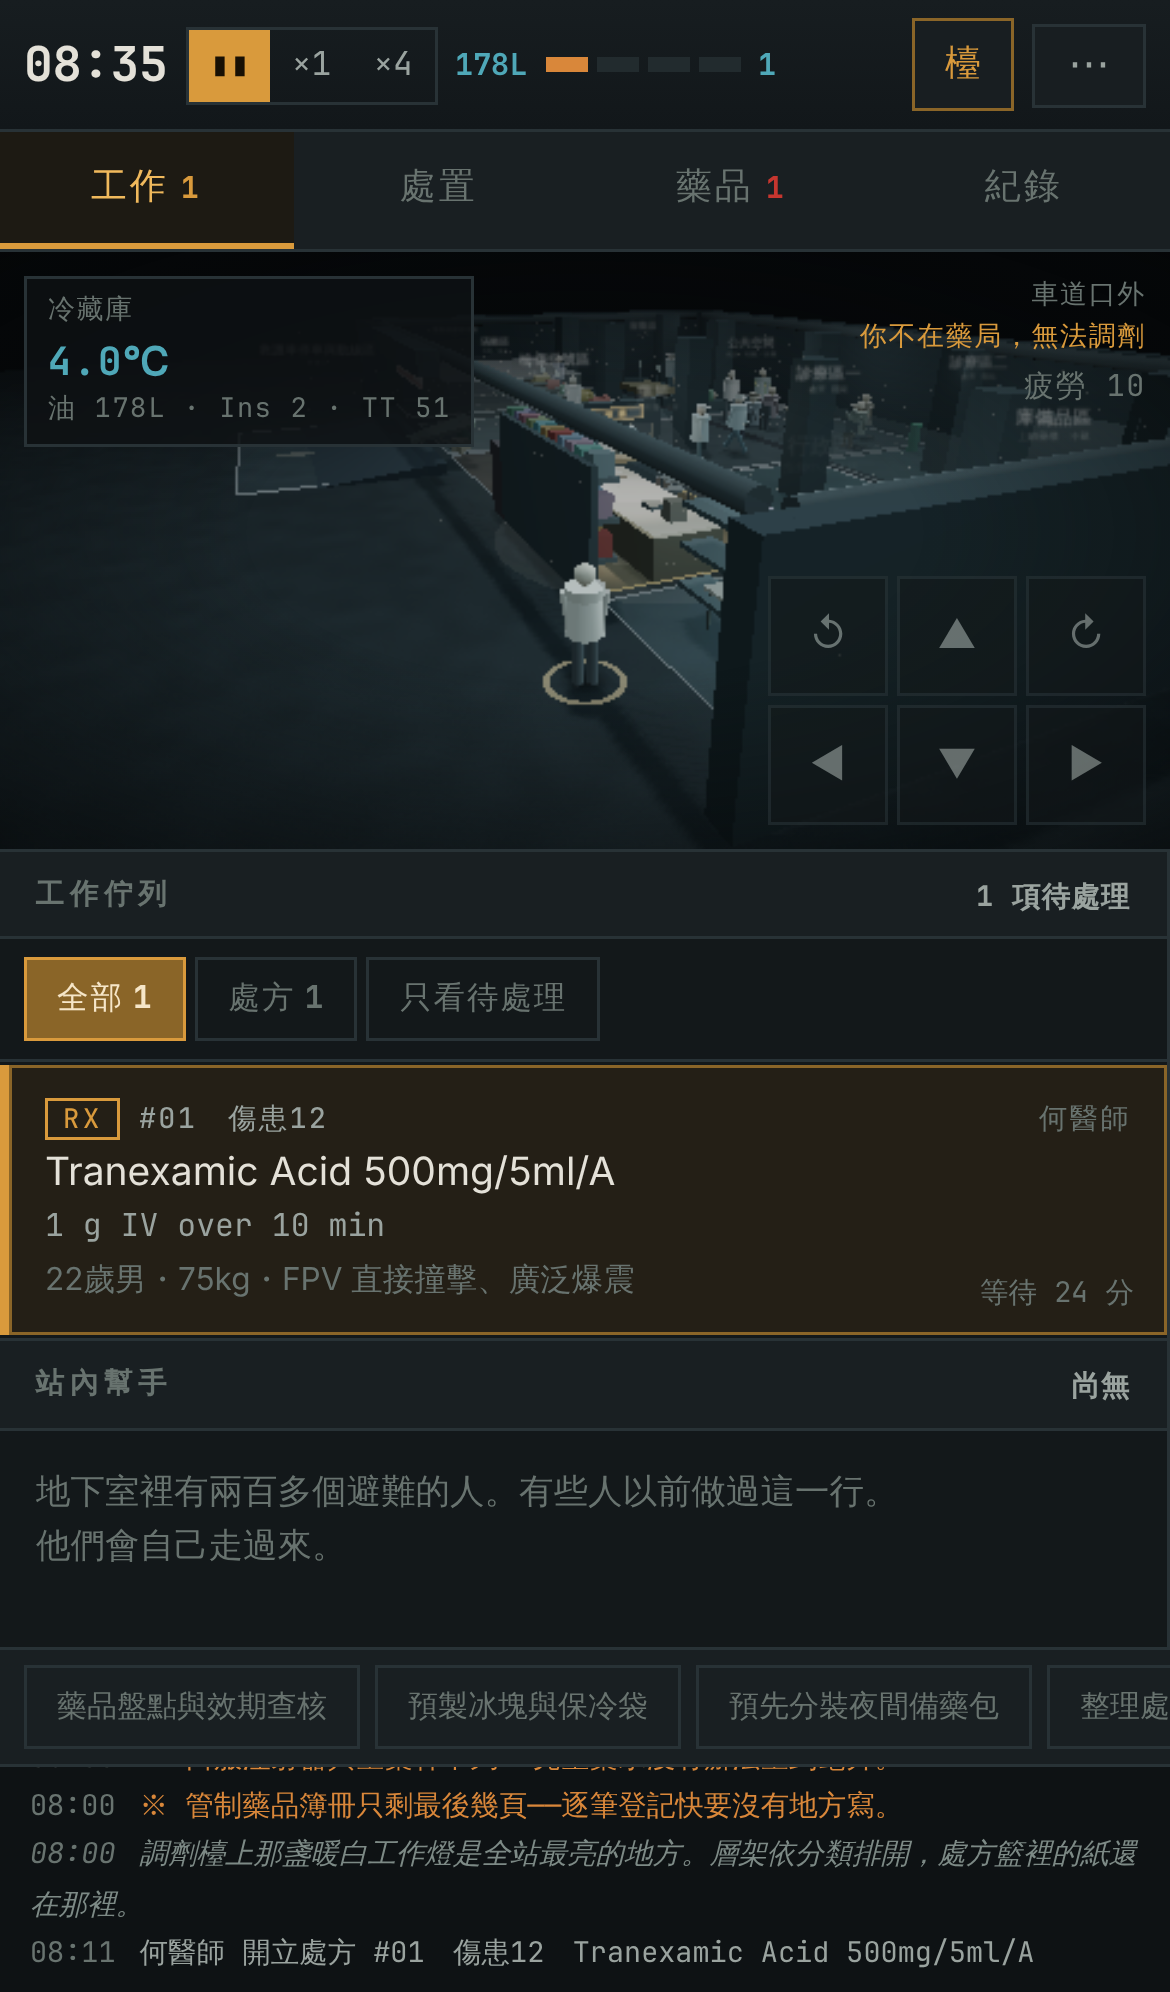 08:35 ×1 ×4 178L 1 檯 ⋯
工作 1 處置 藥品 1 紀錄
冷藏庫
4.0°C
油 178L · Ins 2 · TT 51
車道口外
你不在藥局，無法調劑
疲勞 10
工作佇列 1 項待處理
全部 1 處方 1 只看待處理
RX #01 傷患12 何醫師
Tranexamic Acid 500mg/5ml/A
1 g IV over 10 min
22歲男 · 75kg · FPV 直接撞擊、廣泛爆震
等待 24 分
站內幫手 尚無
地下室裡有兩百多個避難的人。有些人以前做過這一行。
他們會自己走過來。
藥品盤點與效期查核 預製冰塊與保冷袋 預先分裝夜間備藥包 整理處
08:00 ※ 管制藥品簿冊只剩最後幾頁──逐筆登記快要沒有地方寫。
08:00 調劑檯上那盞暖白工作燈是全站最亮的地方。層架依分類排開，處方籃裡的紙還
在那裡。
08:11 何醫師 開立處方 #01 傷患12 Tranexamic Acid 500mg/5ml/A